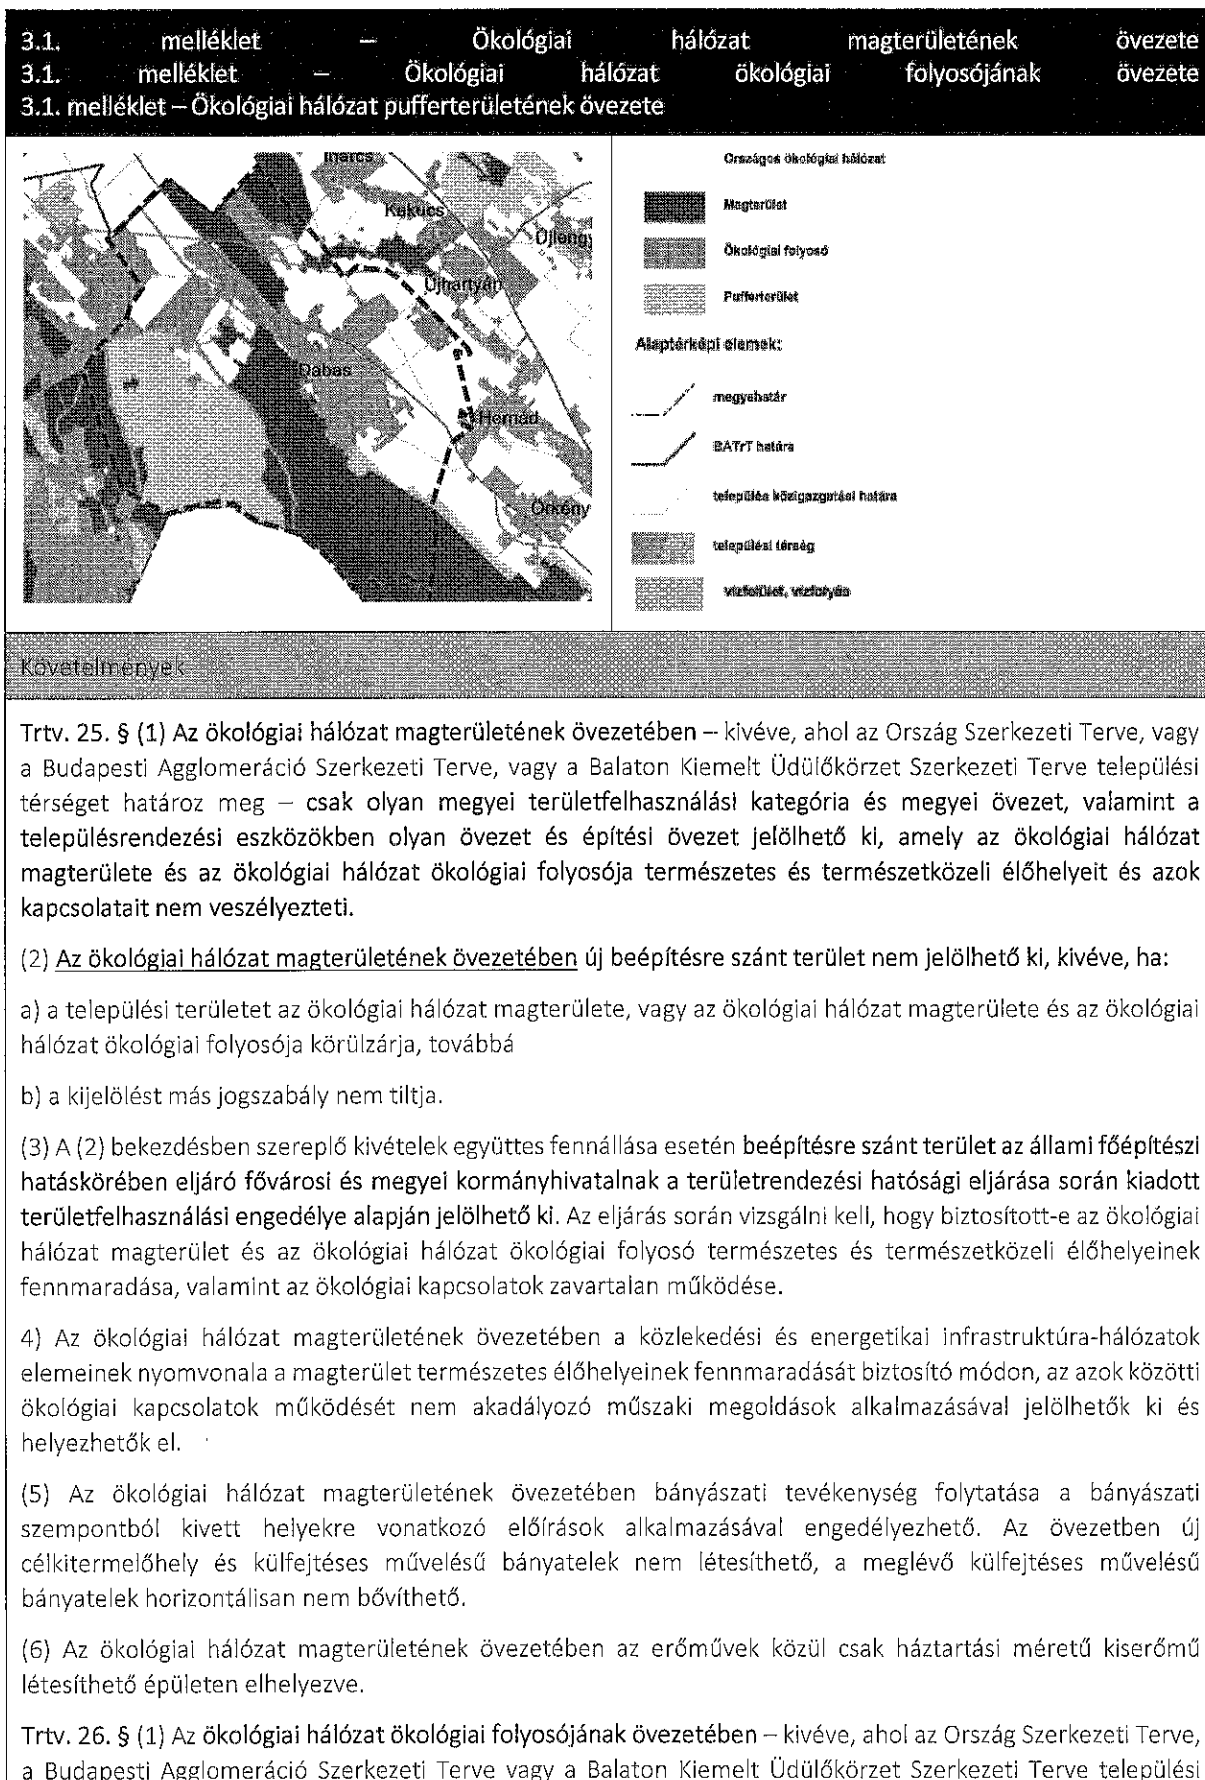 3.1. melléklet – Ökológiai hálózat magterületének övezete
3.1. melléklet – Ökológiai hálózat ökológiai folyosójának övezete
3.1. melléklet – Ökológiai hálózat pufferterületének övezete
Inárcs
Kakucs
Újleng
Újhartyán
Dabas
Hernád
Örkény
Országos ökológiai hálózat
Magterület
Ökológiai folyosó
Pufferterület
Alaptérképi elemek:
megyehatár
BATrT határa
település közigazgatási határa
települési térség
vízfelület, vízfolyás
Követelmények
Trtv. 25. § (1) Az ökológiai hálózat magterületének övezetében – kivéve, ahol az Ország Szerkezeti Terve, vagy
a Budapesti Agglomeráció Szerkezeti Terve, vagy a Balaton Kiemelt Üdülőkörzet Szerkezeti Terve települési
térséget határoz meg – csak olyan megyei területfelhasználási kategória és megyei övezet, valamint a
településrendezési eszközökben olyan övezet és építési övezet jelölhető ki, amely az ökológiai hálózat
magterülete és az ökológiai hálózat ökológiai folyosója természetes és természetközeli élőhelyeit és azok
kapcsolatait nem veszélyezteti.
(2) Az ökológiai hálózat magterületének övezetében új beépítésre szánt terület nem jelölhető ki, kivéve, ha:
a) a települési területet az ökológiai hálózat magterülete, vagy az ökológiai hálózat magterülete és az ökológiai
hálózat ökológiai folyosója körülzárja, továbbá
b) a kijelölést más jogszabály nem tiltja.
(3) A (2) bekezdésben szereplő kivételek együttes fennállása esetén beépítésre szánt terület az állami főépítészi
hatáskörében eljáró fővárosi és megyei kormányhivatalnak a területrendezési hatósági eljárása során kiadott
területfelhasználási engedélye alapján jelölhető ki. Az eljárás során vizsgálni kell, hogy biztosított-e az ökológiai
hálózat magterület és az ökológiai hálózat ökológiai folyosó természetes és természetközeli élőhelyeinek
fennmaradása, valamint az ökológiai kapcsolatok zavartalan működése.
4) Az ökológiai hálózat magterületének övezetében a közlekedési és energetikai infrastruktúra-hálózatok
elemeinek nyomvonala a magterület természetes élőhelyeinek fennmaradását biztosító módon, az azok közötti
ökológiai kapcsolatok működését nem akadályozó műszaki megoldások alkalmazásával jelölhetők ki és
helyezhetők el.
(5) Az ökológiai hálózat magterületének övezetében bányászati tevékenység folytatása a bányászati
szempontból kivett helyekre vonatkozó előírások alkalmazásával engedélyezhető. Az övezetben új
célkitermelőhely és külfejtéses művelésű bányatelek nem létesíthető, a meglévő külfejtéses művelésű
bányatelek horizontálisan nem bővíthető.
(6) Az ökológiai hálózat magterületének övezetében az erőművek közül csak háztartási méretű kiserőmű
létesíthető épületen elhelyezve.
Trtv. 26. § (1) Az ökológiai hálózat ökológiai folyosójának övezetében – kivéve, ahol az Ország Szerkezeti Terve,
a Budapesti Agglomeráció Szerkezeti Terve vagy a Balaton Kiemelt Üdülőkörzet Szerkezeti Terve települési